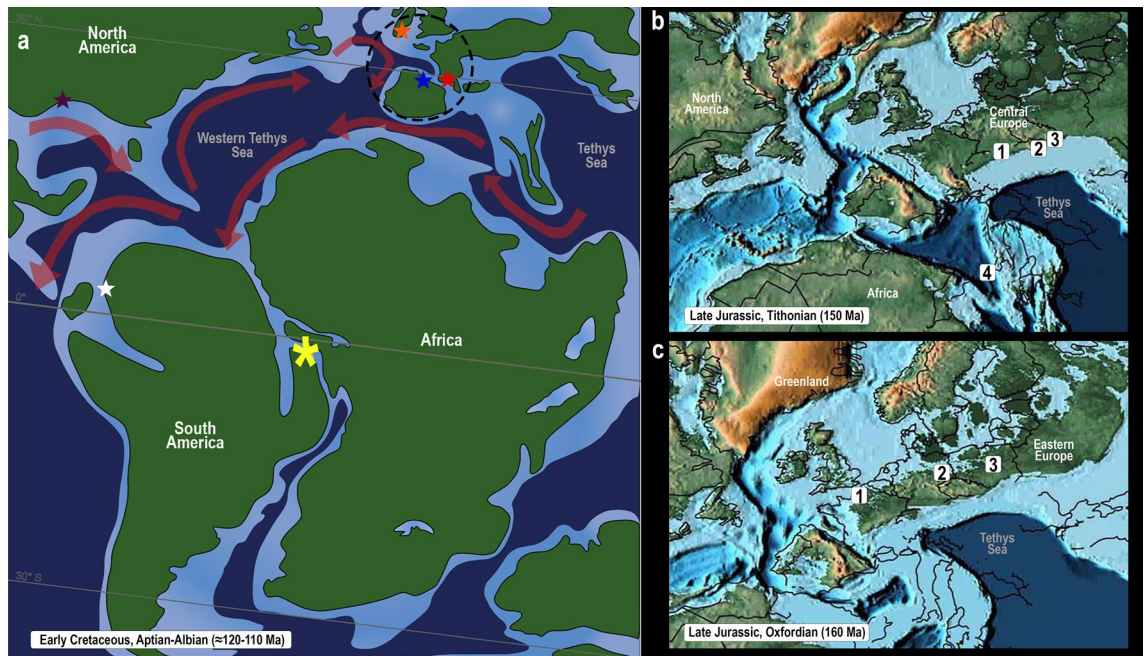 a
30° N
North
America
Western Tethys
Sea
Tethys
Sea
0°
Africa
South
America
30° S
Early Cretaceous, Aptian-Albian (≈120-110 Ma)
b
North
America
Central
Europe
1
2
3
Tethys
Sea
4
Africa
Late Jurassic, Tithonian (150 Ma)
c
Greenland
Eastern
Europe
1
2
3
Tethys
Sea
Late Jurassic, Oxfordian (160 Ma)